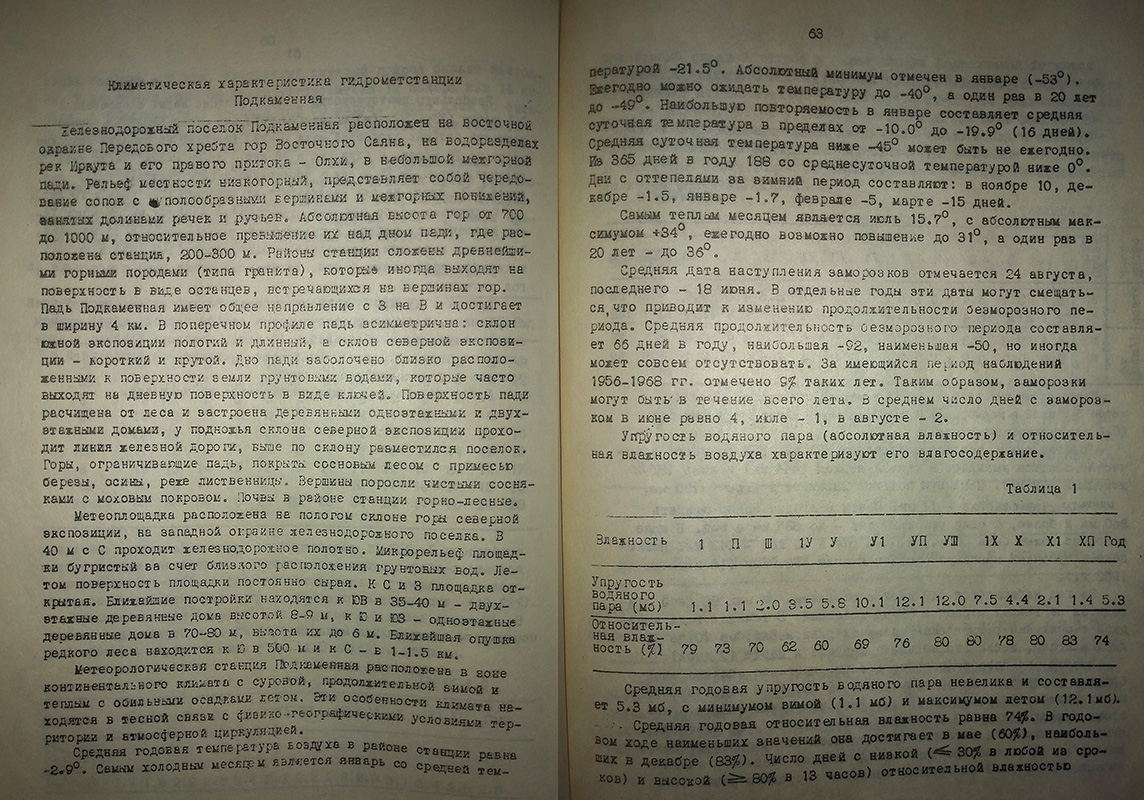 Климатическая характеристика гидрометстанции
Подкаменная
Железнодорожный поселок Подкаменная расположен на восточной
окраине Передового хребта гор Восточного Саяна, на водоразделах
рек Иркута и его правого притока - Олхи, в небольшой межгорной
пади. Рельеф местности низкогорный, представляет собой чередо-
вание сопок с куполообразными вершинами и межгорных понижений,
занятых долинами речек и ручьев. Абсолютная высота гор от 700
до 1000 м, относительное превышение их над дном пади, где рас-
положена станция, 200-300 м. Районы станции сложены древнейши-
ми горными породами (типа гранита), которые иногда выходят на
поверхность в виде останцев, встречающихся на вершинах гор.
Падь Подкаменная имеет общее направление с З на В и достигает
в ширину 4 км. В поперечном профиле падь асимметрична: склон
южной экспозиции пологий и длинный, а склон северной экспози-
ции - короткий и крутой. Дно пади заболочено близко располо-
женными к поверхности земли грунтовыми водами, которые часто
выходят на дневную поверхность в виде ключей. Поверхность пади
расчищена от леса и застроена деревянными одноэтажными и двух-
этажными домами, у подножья склона северной экспозиции прохо-
дит линия железной дороги, выше по склону разместился поселок.
Горы, ограничивающие падь, покрыты сосновым лесом с примесью
березы, осины, реже лиственницы. Вершины поросли чистыми сосня-
ками с моховым покровом. Почвы в районе станции горно-лесные.
Метеоплощадка расположена на пологом склоне горы северной
экспозиции, на западной окраине железнодорожного поселка. В
40 м с С проходит железнодорожное полотно. Микрорельеф площад-
ки бугристый за счет близкого расположения грунтовых вод. Ле-
том поверхность площадки постоянно сырая. К С и З площадка от-
крытая. Ближайшие постройки находятся к ЮВ в 35-40 м - двух-
этажные деревянные дома высотой 8-9 м, к Ю и ЮЗ - одноэтажные
деревянные дома в 70-80 м, высота их до 6 м. Ближайшая опушка
редкого леса находится к Ю в 500 м и к С - в 1-1.5 км.
Метеорологическая станция Подкаменная расположена в зоне
континентального климата с суровой, продолжительной зимой и
теплым с обильными осадками летом. Эти особенности климата на-
ходятся в тесной связи с физико-географическими условиями тер-
ритории и атмосферной циркуляцией.
Средняя годовая температура воздуха в районе станции равна
-2.9°. Самым холодным месяцем является январь со средней тем-
63
пературой -21.5°. Абсолютный минимум отмечен в январе (-53°).
Ежегодно можно ожидать температуру до -40°, а один раз в 20 лет
до -49°. Наибольшую повторяемость в январе составляет средняя
суточная температура в пределах от -10.0° до -19.9° (16 дней).
Средняя суточная температура ниже -45° может быть не ежегодно.
Из 365 дней в году 188 со среднесуточной температурой ниже 0°.
Дни с оттепелями за зимний период составляют: в ноябре 10, де-
кабре -1.5, январе -1.7, феврале -5, марте -15 дней.
Самым теплым месяцем является июль 15.7°, с абсолютным мак-
симумом +34°, ежегодно возможно повышение до 31°, а один раз в
20 лет - до 36°.
Средняя дата наступления заморозков отмечается 24 августа,
последнего - 18 июня. В отдельные годы эти даты могут смещать-
ся, что приводит к изменению продолжительности безморозного пе-
риода. Средняя продолжительность безморозного периода составля-
ет 66 дней в году, наибольшая -92, наименьшая -50, но иногда
может совсем отсутствовать. За имеющийся период наблюдений
1956-1968 гг. отмечено 9% таких лет. Таким образом, заморозки
могут быть в течение всего лета. В среднем число дней с замороз-
ком в июне равно 4, июле - 1, в августе - 2.
Упругость водяного пара (абсолютная влажность) и относитель-
ная влажность воздуха характеризуют его влагосодержание.
Таблица 1
Влажность 1 П Ш 1У У У1 УП УШ 1Х Х Х1 ХП Год
Упругость
водяного
пара (мб) 1.1 1.1 2.0 3.5 5.8 10.1 12.1 12.0 7.5 4.4 2.1 1.4 5.3
Относитель-
ная влаж-
ность (%) 79 73 70 62 60 69 76 80 80 78 80 83 74
Средняя годовая упругость водяного пара невелика и составля-
ет 5.3 мб, с минимумом зимой (1.1 мб) и максимумом летом (12.1мб).
Средняя годовая относительная влажность равна 74%. В годо-
вом ходе наименьших значений она достигает в мае (60%), наиболь-
ших в декабре (83%). Число дней с низкой (≤ 30% в любой из сро-
ков) и высокой (≥ 80% в 13 часов) относительной влажностью